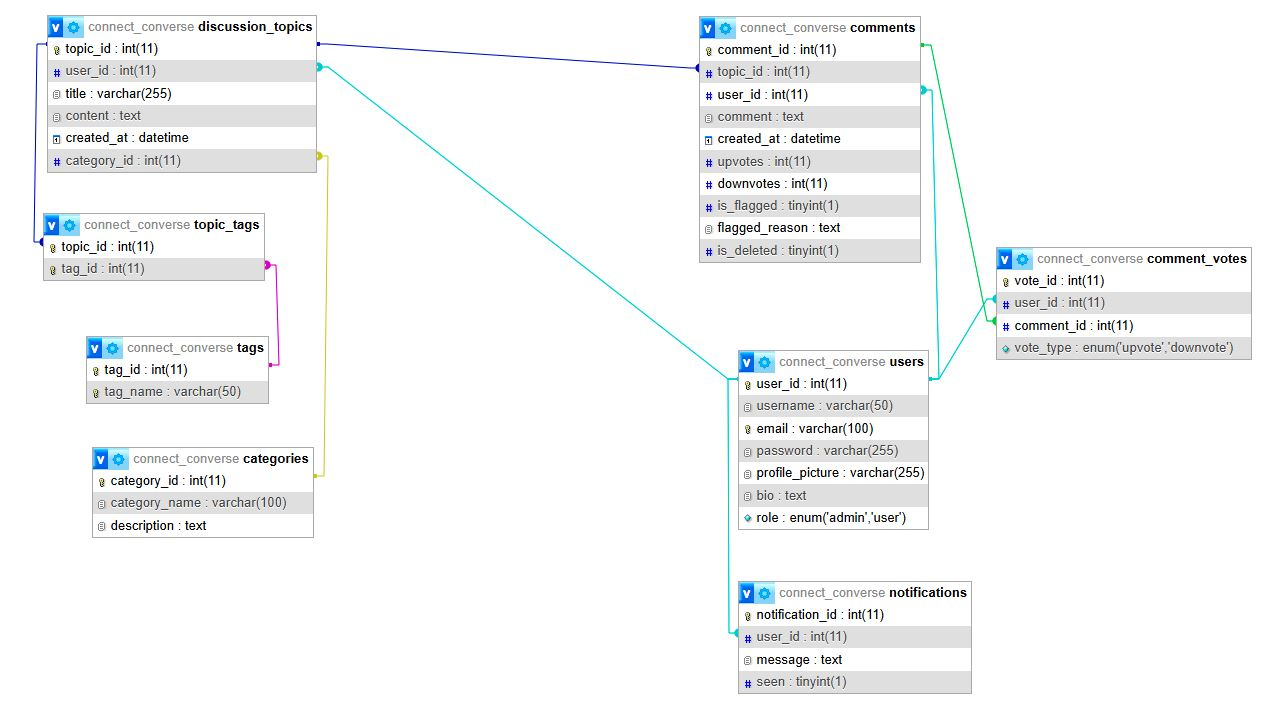 v connect_converse discussion_topics
topic_id : int(11)
# user_id : int(11)
title : varchar(255)
content : text
created_at : datetime
# category_id : int(11)
v connect_converse topic_tags
topic_id : int(11)
tag_id : int(11)
v connect_converse tags
tag_id : int(11)
tag_name : varchar(50)
v connect_converse categories
category_id : int(11)
category_name : varchar(100)
description : text
v connect_converse comments
comment_id : int(11)
# topic_id : int(11)
# user_id : int(11)
comment : text
created_at : datetime
# upvotes : int(11)
# downvotes : int(11)
# is_flagged : tinyint(1)
flagged_reason : text
# is_deleted : tinyint(1)
v connect_converse comment_votes
vote_id : int(11)
# user_id : int(11)
# comment_id : int(11)
vote_type : enum('upvote','downvote')
v connect_converse users
user_id : int(11)
username : varchar(50)
email : varchar(100)
password : varchar(255)
profile_picture : varchar(255)
bio : text
role : enum('admin','user')
v connect_converse notifications
notification_id : int(11)
# user_id : int(11)
message : text
# seen : tinyint(1)